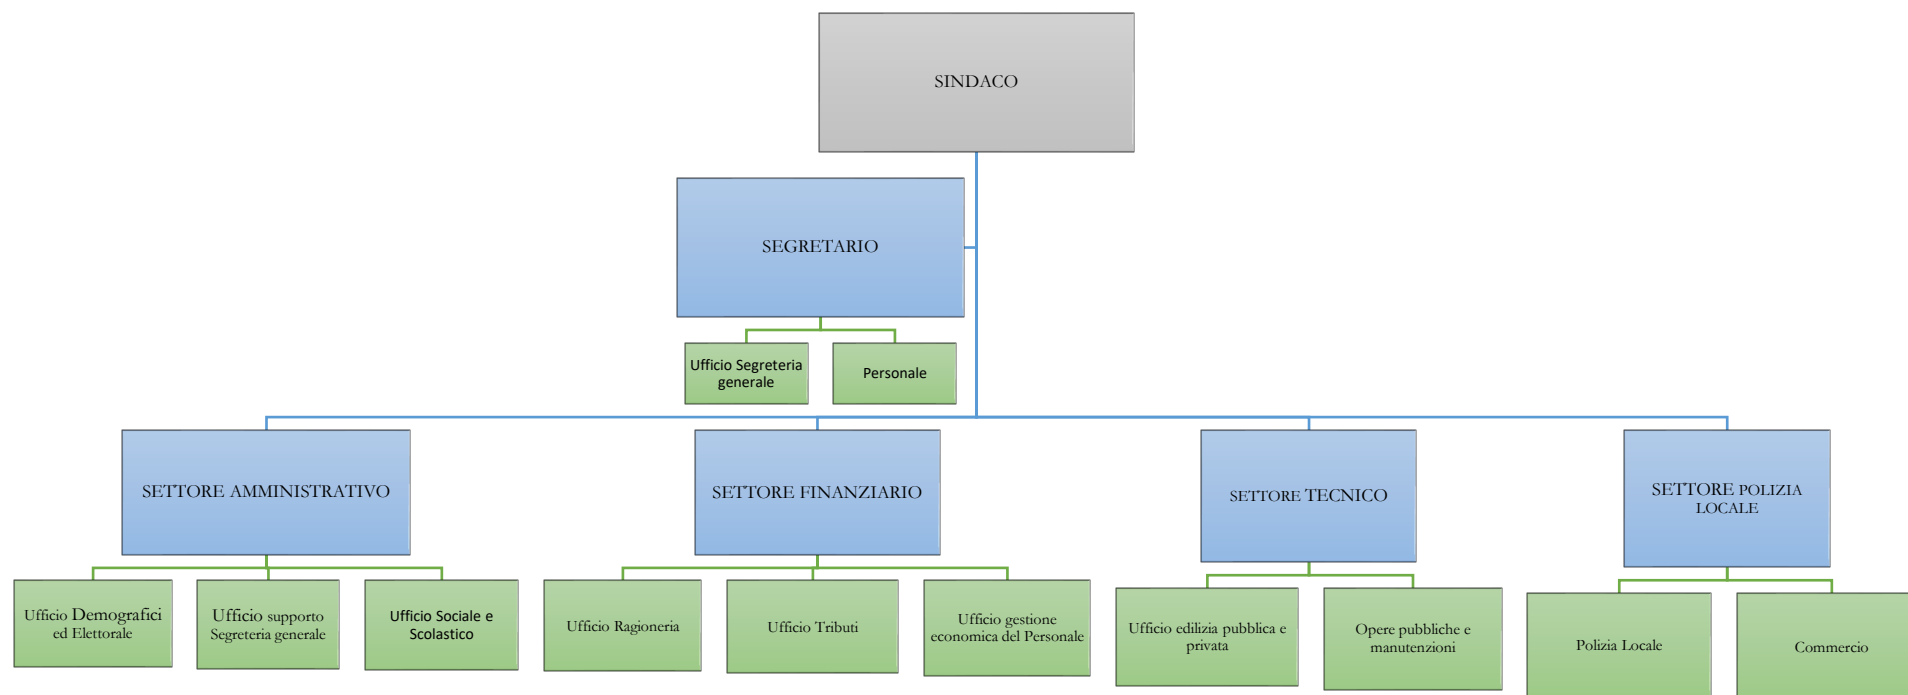 SINDACO
SEGRETARIO
Ufficio Segreteria
generale
Personale
SETTORE AMMINISTRATIVO
SETTORE FINANZIARIO
SETTORE TECNICO
SETTORE POLIZIA
LOCALE
Ufficio Demografici
ed Elettorale
Ufficio supporto
Segreteria generale
Ufficio Sociale e
Scolastico
Ufficio Ragioneria
Ufficio Tributi
Ufficio gestione
economica del Personale
Ufficio edilizia pubblica e
privata
Opere pubbliche e
manutenzioni
Polizia Locale
Commercio